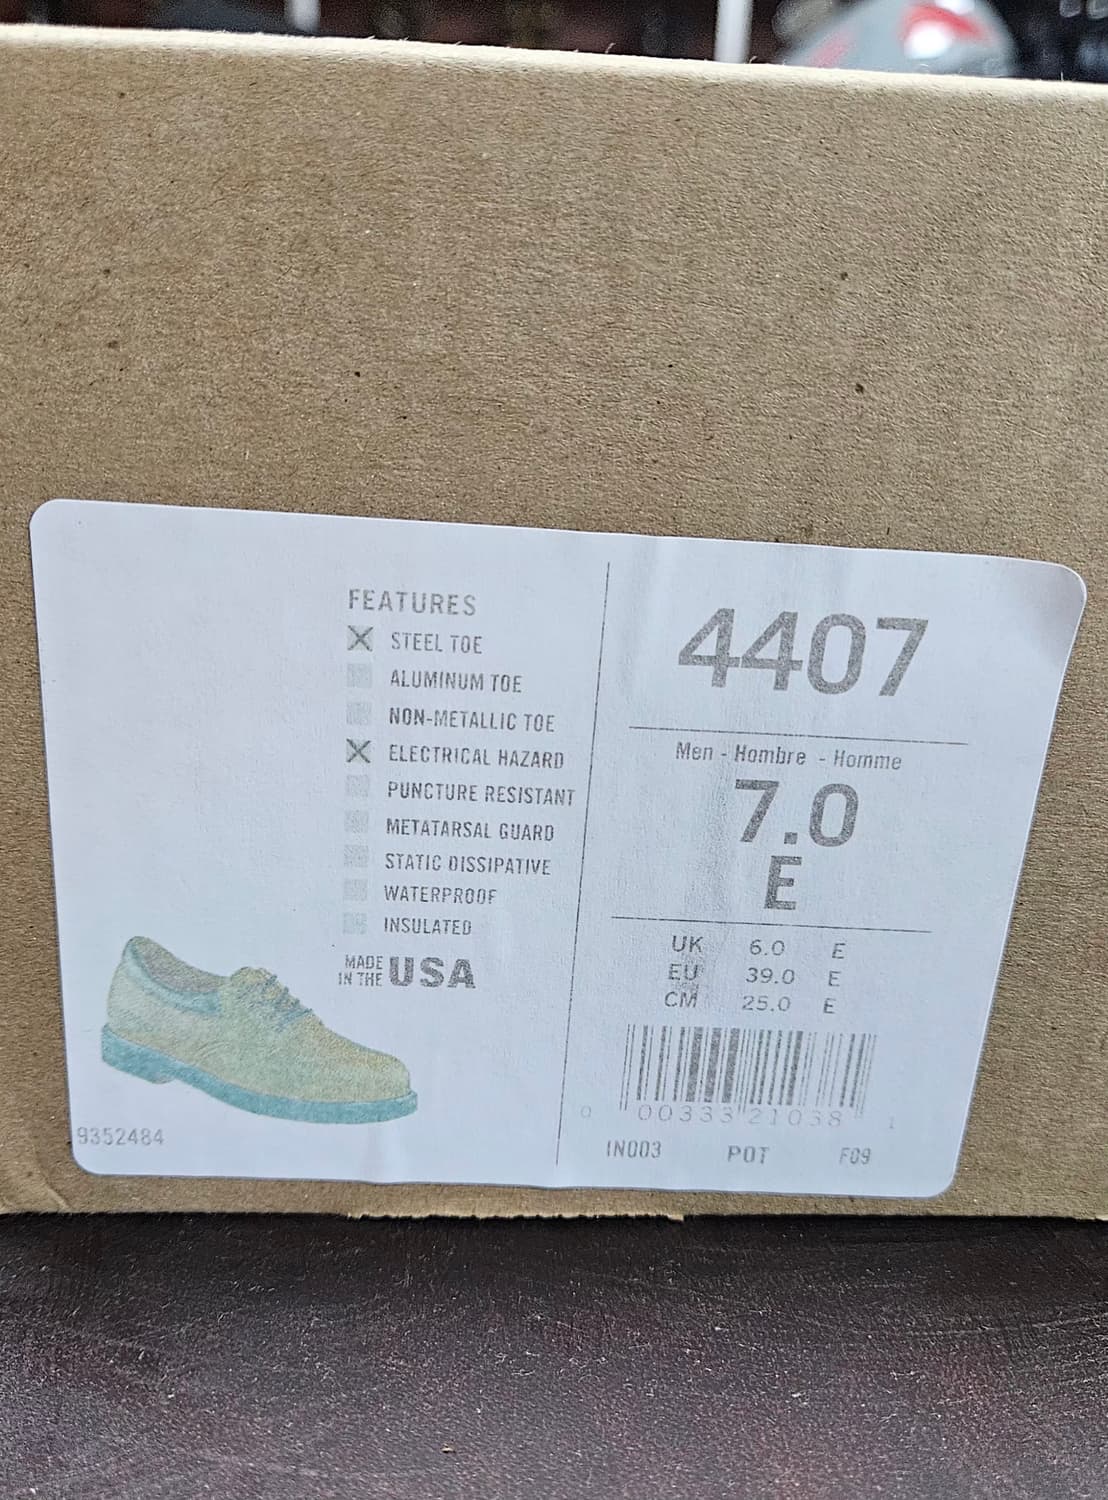 FEATURES
STEEL TOE
ALUMINUM TOE
NON-METALLIC TOE
ELECTRICAL HAZARD
PUNCTURE RESISTANT
METATARSAL GUARD
STATIC DISSIPATIVE
WATERPROOF
INSULATED
MADE IN THE USA
9352484
4407
Men - Hombre - Homme
7.0
E
UK 6.0 E
EU 39.0 E
CM 25.0 E
0 00333 21038 1
IN003 POT F09